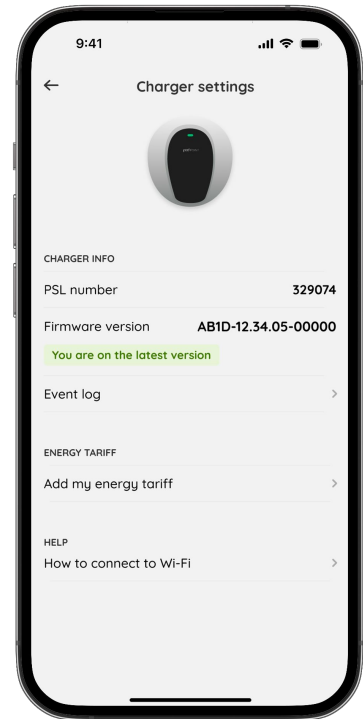 9:41
Charger settings
CHARGER INFO
PSL number 329074
Firmware version AB1D-12.34.05-00000
You are on the latest version
Event log
ENERGY TARIFF
Add my energy tariff
HELP
How to connect to Wi-Fi